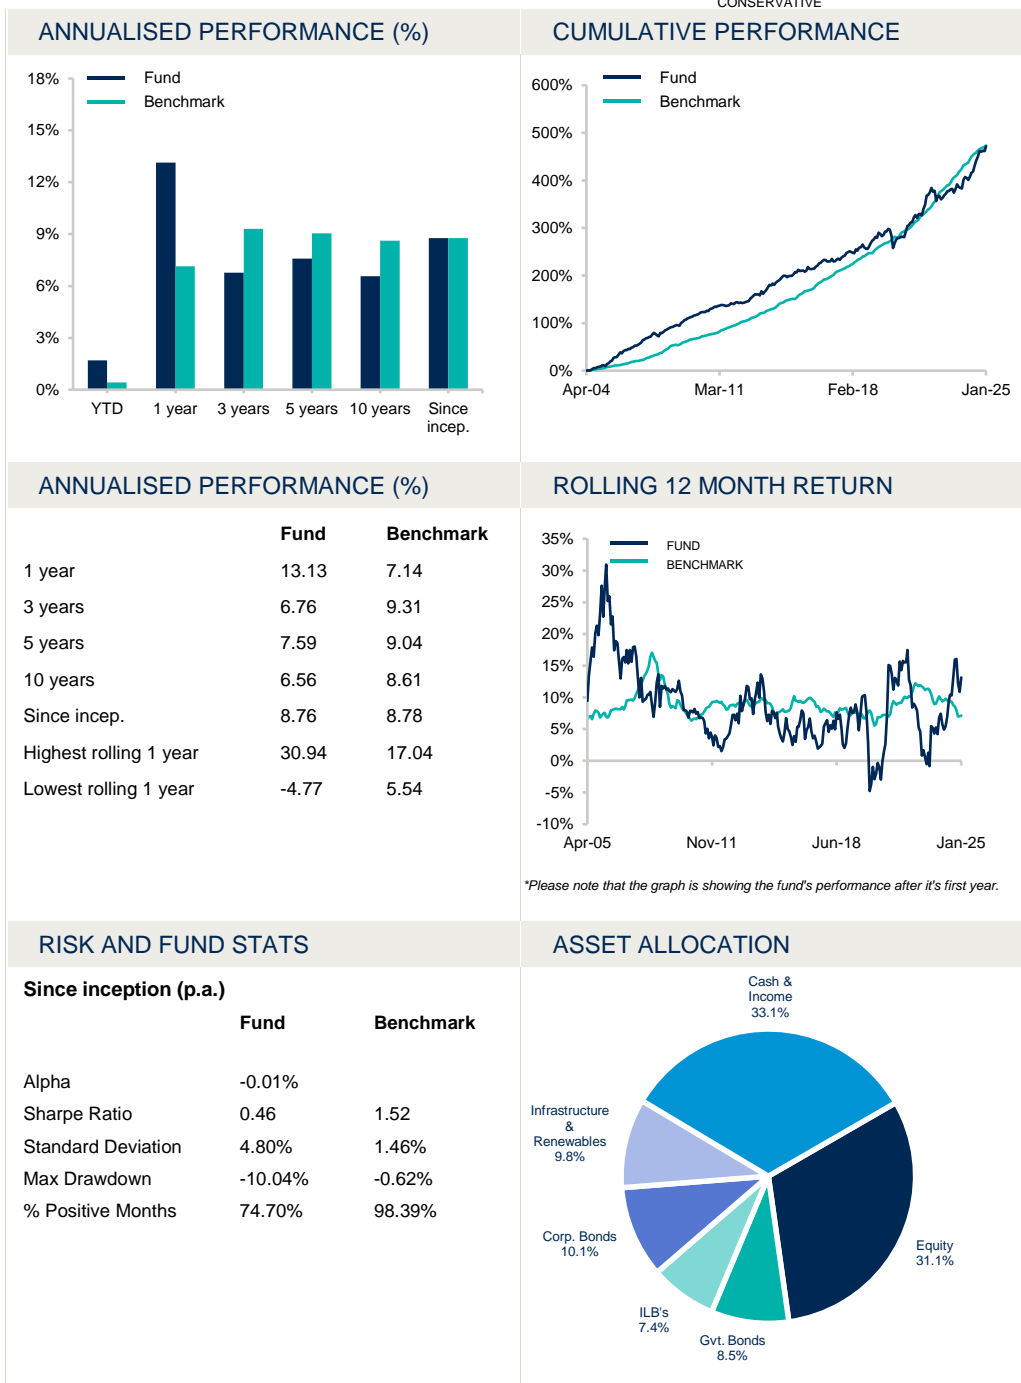 CONSERVATIVE
ANNUALISED PERFORMANCE (%)
18%
15%
12%
9%
6%
3%
0%
Fund
Benchmark
YTD
1 year
3 years
5 years
10 years
Since
incep.
CUMULATIVE PERFORMANCE
600%
500%
400%
300%
200%
100%
0%
Fund
Benchmark
Apr-04
Mar-11
Feb-18
Jan-25
ANNUALISED PERFORMANCE (%)
Fund Benchmark
1 year 13.13 7.14
3 years 6.76 9.31
5 years 7.59 9.04
10 years 6.56 8.61
Since incep. 8.76 8.78
Highest rolling 1 year 30.94 17.04
Lowest rolling 1 year -4.77 5.54
ROLLING 12 MONTH RETURN
35%
30%
25%
20%
15%
10%
5%
0%
-5%
-10%
FUND
BENCHMARK
Apr-05
Nov-11
Jun-18
Jan-25
*Please note that the graph is showing the fund's performance after it's first year.
RISK AND FUND STATS
Since inception (p.a.)
Fund Benchmark
Alpha -0.01%
Sharpe Ratio 0.46 1.52
Standard Deviation 4.80% 1.46%
Max Drawdown -10.04% -0.62%
% Positive Months 74.70% 98.39%
ASSET ALLOCATION
Cash &
Income
33.1%
Infrastructure
&
Renewables
9.8%
Corp. Bonds
10.1%
ILB's
7.4%
Gvt. Bonds
8.5%
Equity
31.1%